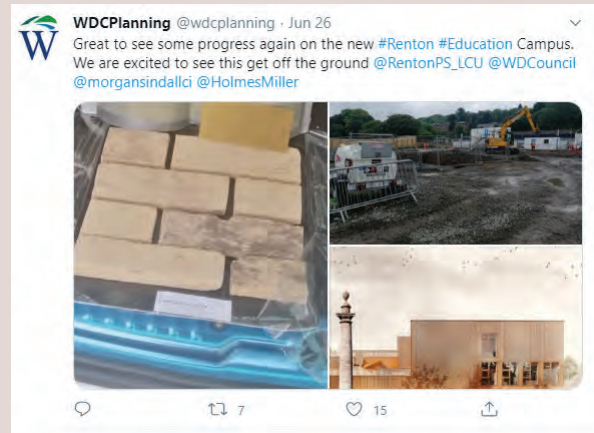 WDCPlanning @wdcplanning · Jun 26
Great to see some progress again on the new #Renton #Education Campus.
We are excited to see this get off the ground @RentonPS_LCU @WDCouncil
@morgansindallci @HolmesMiller
7
15